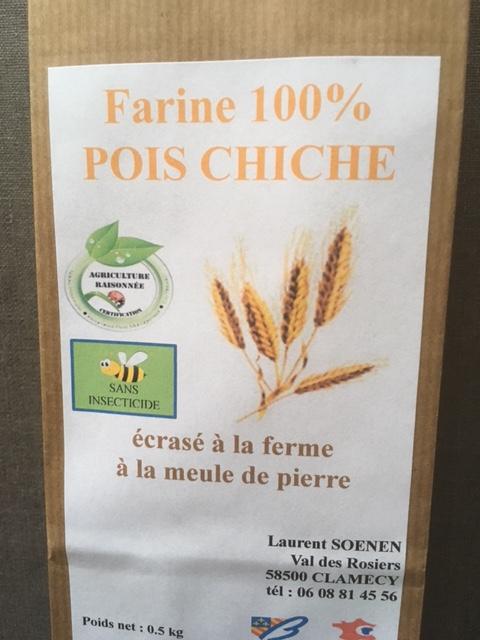 Farine 100%
POIS CHICHE
AGRICULTURE
RAISONNÉE
CERTIFICATION
SANS
INSECTICIDE
écrasé à la ferme
à la meule de pierre
Laurent SOENEN
Val des Rosiers
58500 CLAMECY
tél : 06 08 81 45 56
Poids net : 0.5 kg